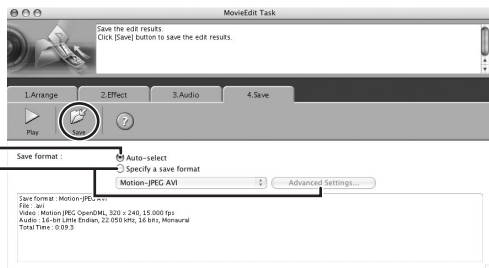 MovieEdit Task
Save the edit results.
Click [Save] button to save the edit results.
1.Arrange
2.Effect
3.Audio
4.Save
Play
Save
?
Save format :
Auto-select
Specify a save format
Motion-JPEG AVI
Advanced Settings...
Save format : Motion-JPEG AVI
File : .avi
Video : Motion JPEG OpenDML, 320 x 240, 15.000 fps
Audio : 16-bit Little Endian, 22.050 kHz, 16 bits, Monaural
Total Time : 0:09.3